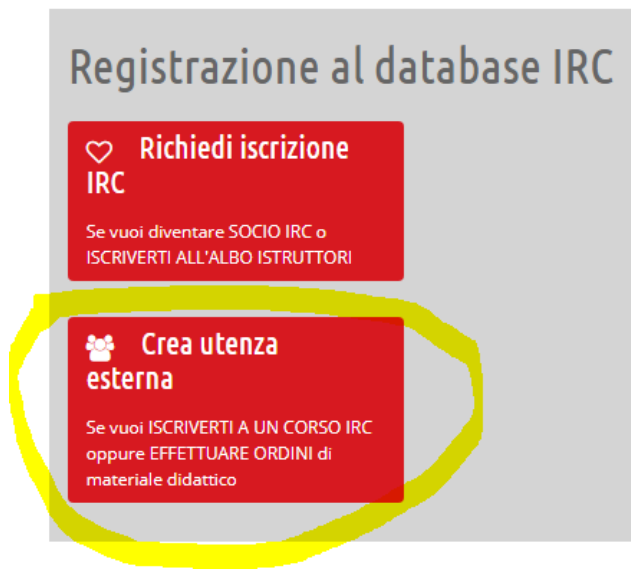 Registrazione al database IRC
Richiedi iscrizione
IRC
Se vuoi diventare SOCIO IRC o
ISCRIVERTI ALL'ALBO ISTRUTTORI
Crea utenza
esterna
Se vuoi ISCRIVERTI A UN CORSO IRC
oppure EFFETTUARE ORDINI di
materiale didattico